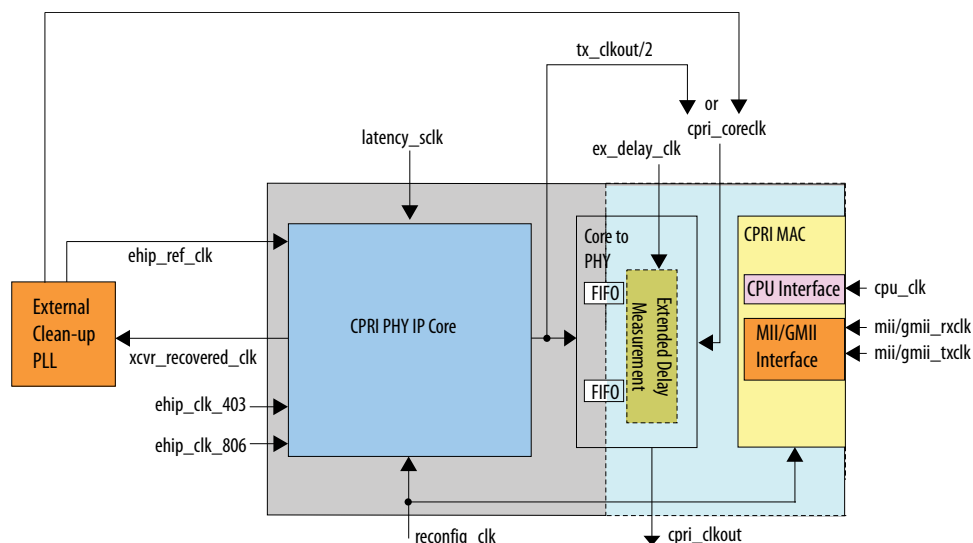 tx_clkout/2
or
cpri_coreclk
latency_sclk
ex_delay_clk
ehip_ref_clk
External
Clean-up
PLL
xcvr_recovered_clk
ehip_clk_403
ehip_clk_806
CPRI PHY IP Core
Core to
PHY
FIFO
FIFO
Extended Delay
Measurement
CPRI MAC
CPU Interface
cpu_clk
MII/GMII
Interface
mii/gmii_rxclk
mii/gmii_txclk
reconfig_clk
cpri_clkout